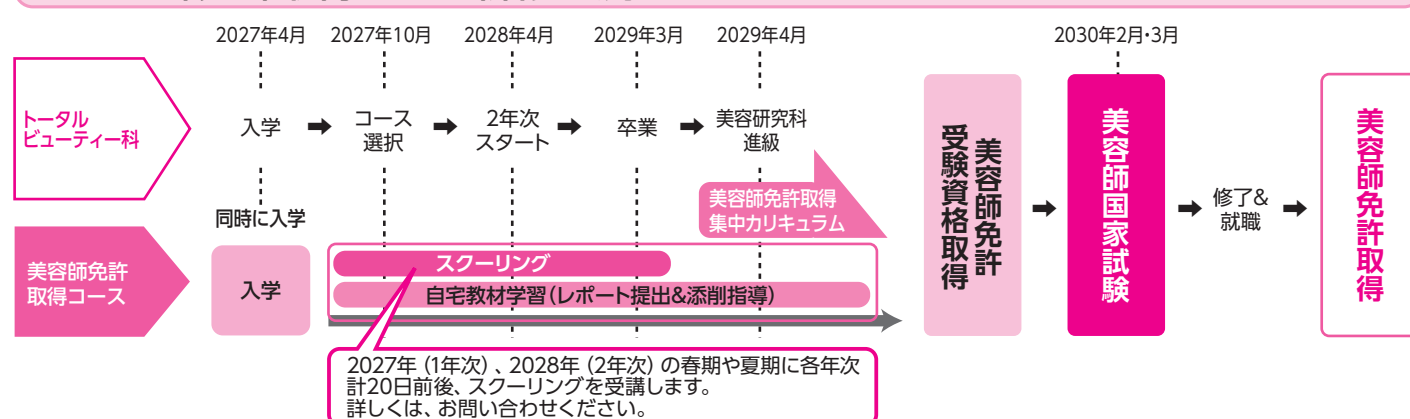 2027年4月 2027年10月 2028年4月 2029年3月 2029年4月 2030年2月・3月
トータル
ビューティー科
入学
コース
選択
2年次
スタート
卒業
美容研究科
進級
同時に入学
美容師免許取得
集中カリキュラム
美容師免許
取得コース
入学
スクーリング
自宅教材学習(レポート提出&添削指導)
2027年(1年次)、2028年(2年次)の春期や夏期に各年次
計20日前後、スクーリングを受講します。
詳しくは、お問い合わせください。
美容師免許
受験資格取得
美容師国家試験
修了&
就職
美容師免許取得